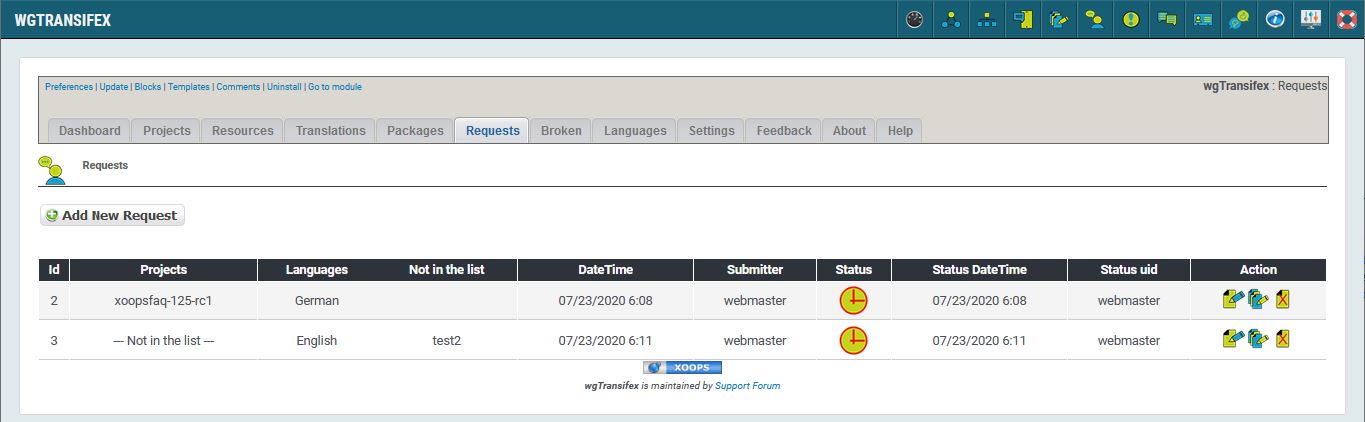 WGTRANSIFEX
Preferences | Update | Blocks | Templates | Comments | Uninstall | Go to module
wgTransifex : Requests
Dashboard Projects Resources Translations Packages Requests Broken Languages Settings Feedback About Help
Requests
Add New Request
Id Projects Languages Not in the list DateTime Submitter Status Status DateTime Status uid Action
2 xoopsfaq-125-rc1 German 07/23/2020 6:08 webmaster 07/23/2020 6:08 webmaster
3 --- Not in the list --- English test2 07/23/2020 6:11 webmaster 07/23/2020 6:11 webmaster
XOOPS
wgTransifex is maintained by Support Forum